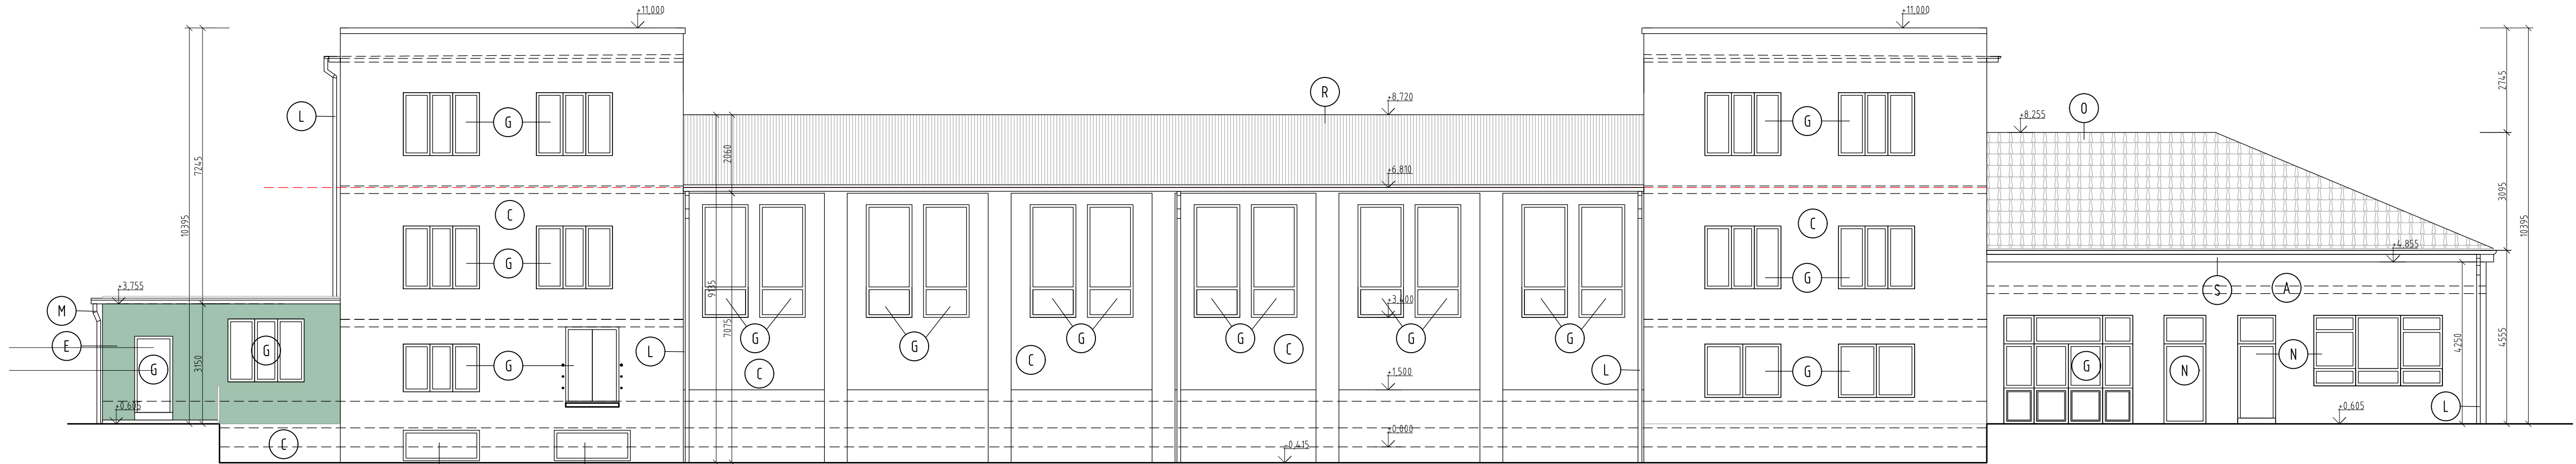 +11,000
+11,000
L
G
R
+8,720
G
+8,255
O
2745
7245
10395
2060
+6,810
C
C
3095
10395
G
G
+4,855
+3,755
M
E
G
G
3150
+0,605
9135
7075
+3,400
G
G
G
G
G
G
S
A
G
L
C
C
C
L
G
+1,500
G
N
N
4250
4555
L
+0,605
C
+0,000
-0,415